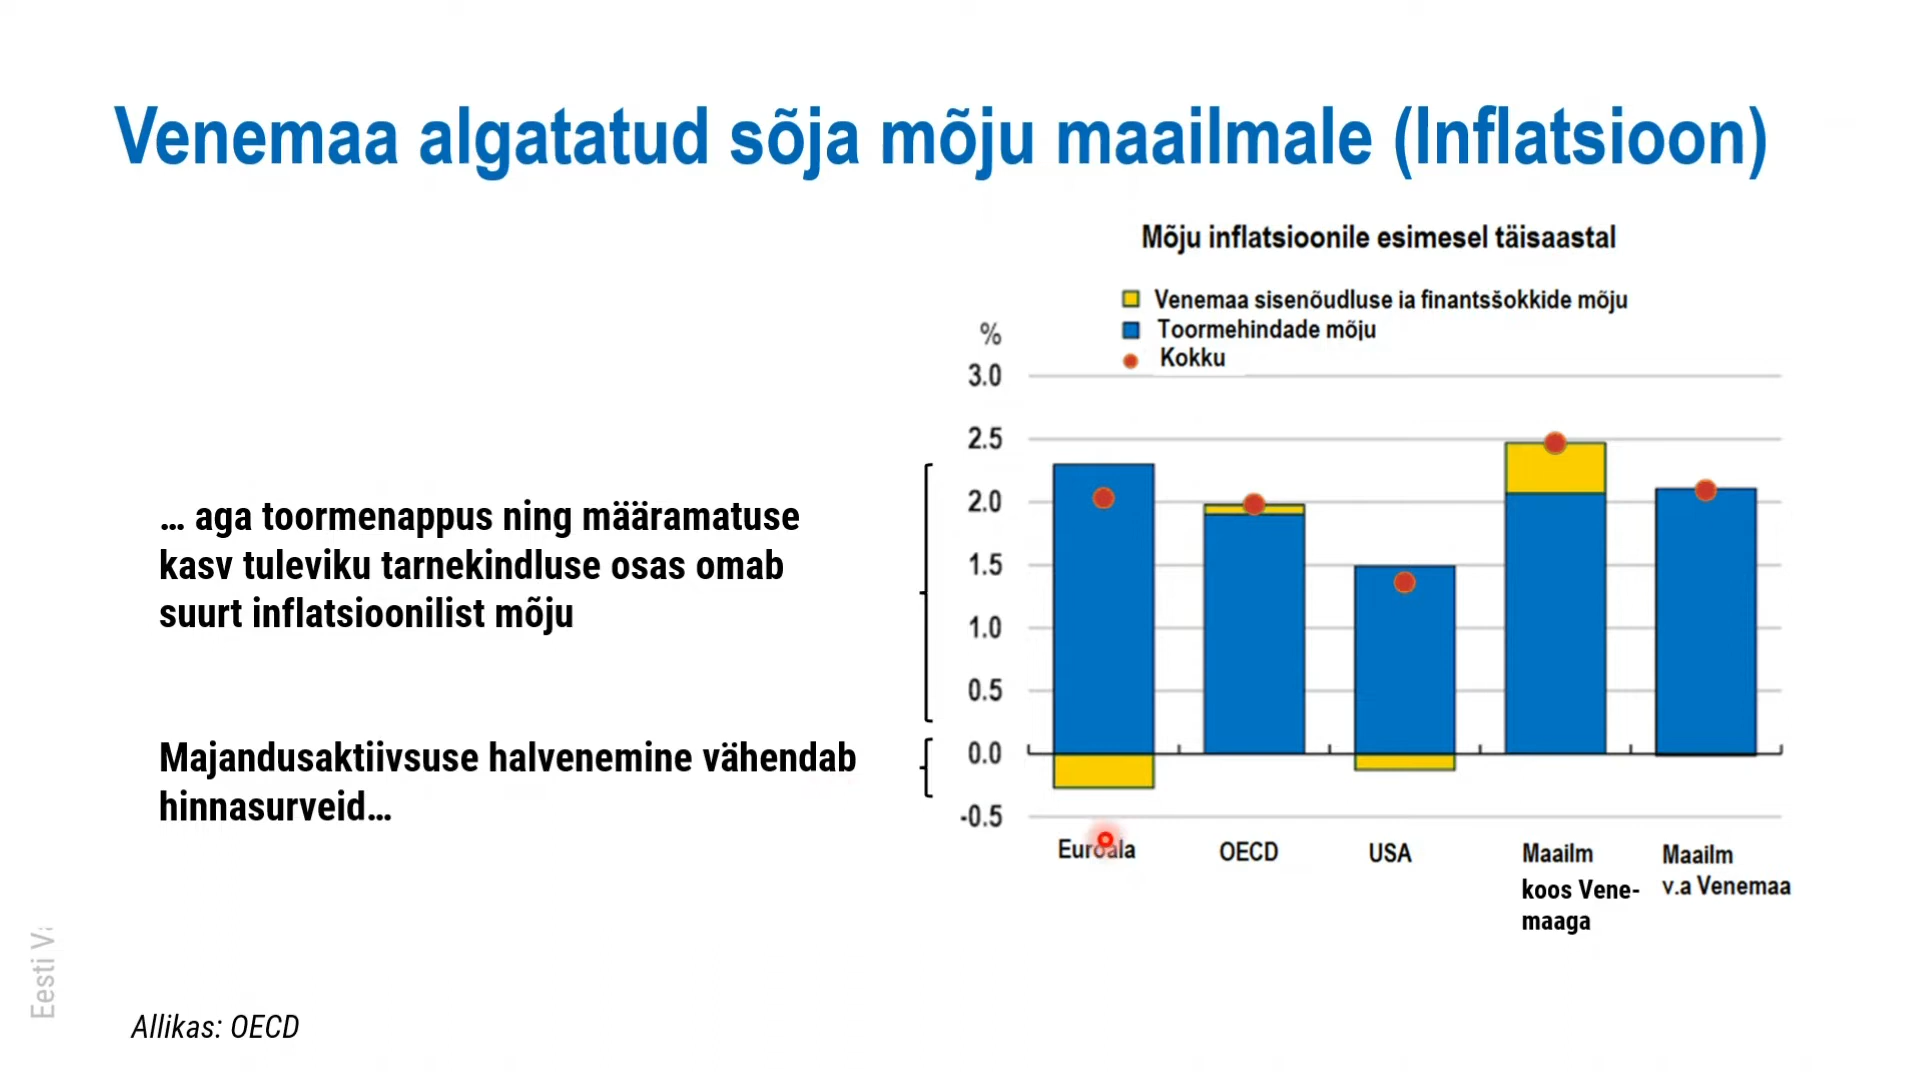 Venemaa algatatud sõja mõju maailmale (Inflatsioon)
Mõju inflatsioonile esimesel täisaastal
Venemaa sisenõudluse ia finantsšokkide mõju
Toormehindade mõju
Kokku
%
3.0
2.5
2.0
1.5
1.0
0.5
0.0
-0.5
Euroala
OECD
USA
Maailm
koos Vene-
maaga
Maailm
v.a Venemaa
... aga toormenappus ning määramatuse
kasv tuleviku tarnekindluse osas omab
suurt inflatsioonilist mõju
Majandusaktiivsuse halvenemine vähendab
hinnasurveid...
Eesti
Allikas: OECD